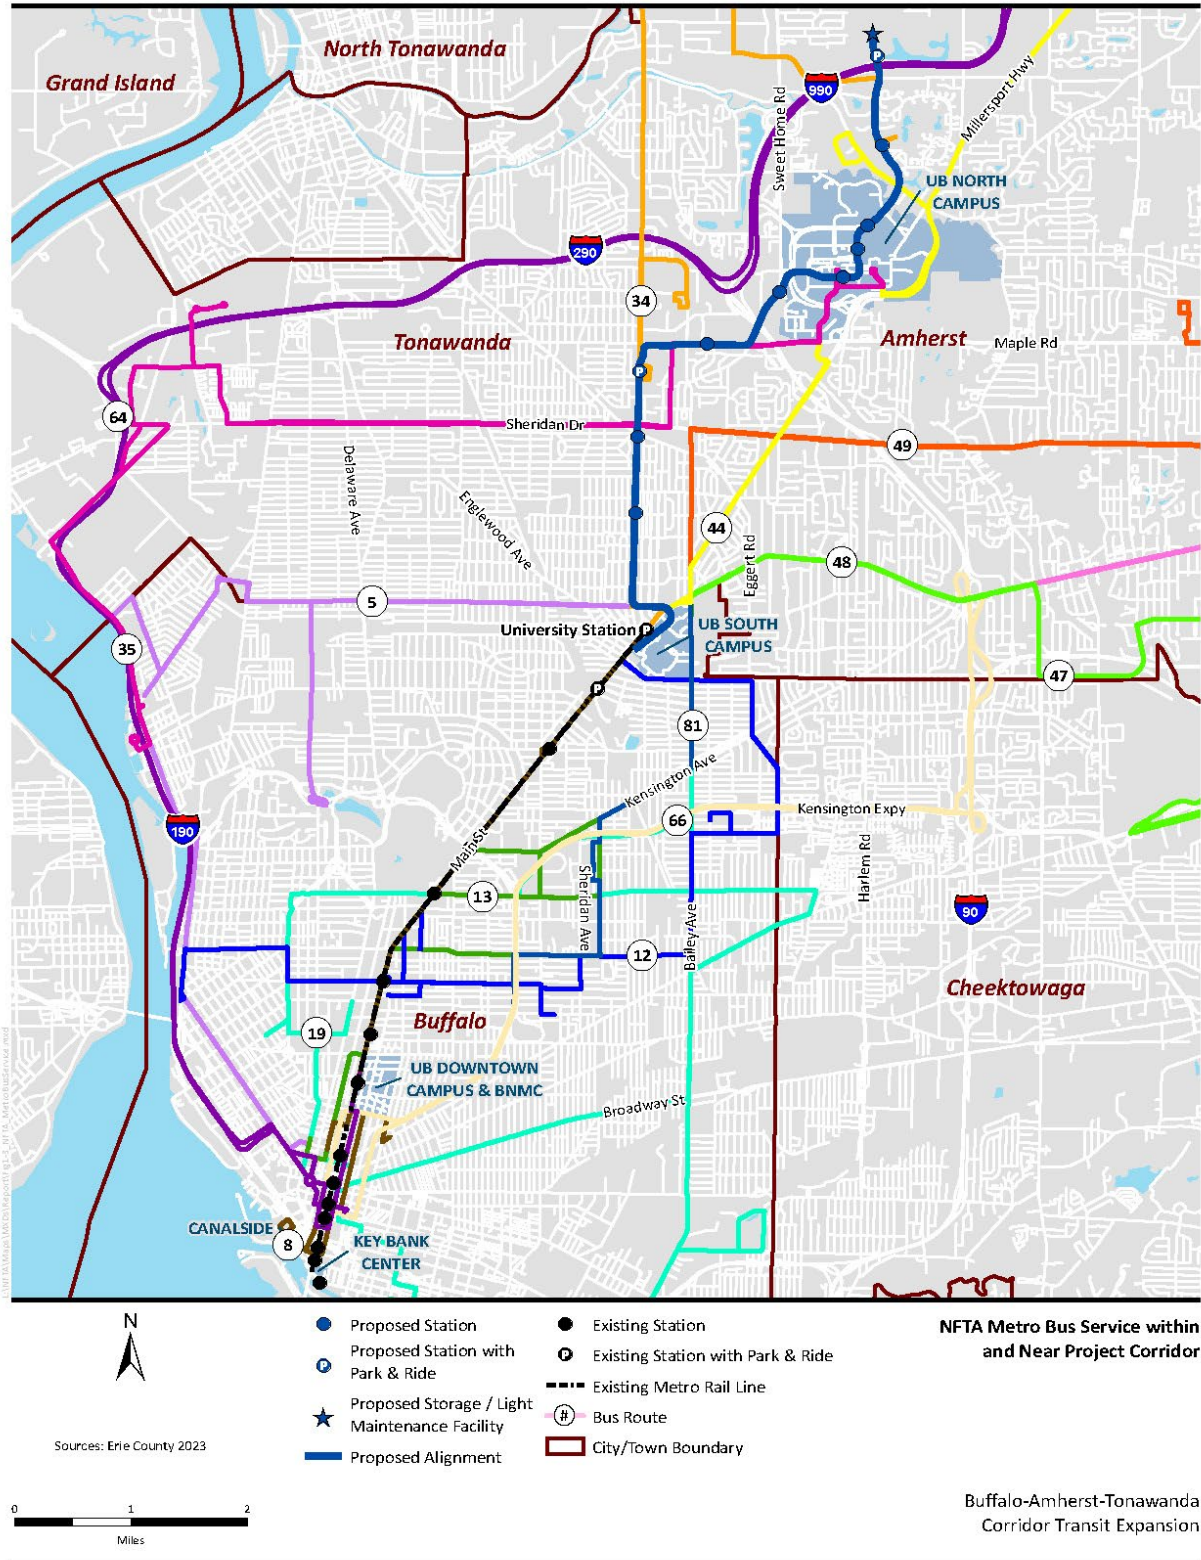 North Tonawanda
Grand Island
990
Sweet Home Rd
Millersport Hwy
UB NORTH
CAMPUS
290
34
Tonawanda
Amherst
Maple Rd
64
Sheridan Dr
49
Delaware Ave
Englewood Ave
44
Eggert Rd
48
5
University Station
P
UB SOUTH
CAMPUS
35
47
P
81
Kensington Ave
Kensington Expy
66
190
Main St
Harlem Rd
13
Sheridan Ave
90
Bailey Ave
12
Cheektowaga
Buffalo
19
UB DOWNTOWN
CAMPUS & BNMC
Broadway St
CANALSIDE
8
KEY BANK
CENTER
N
Proposed Station
Proposed Station with
Park & Ride
Proposed Storage / Light
Maintenance Facility
Proposed Alignment
Existing Station
Existing Station with Park & Ride
Existing Metro Rail Line
# Bus Route
City/Town Boundary
NFTA Metro Bus Service within
and Near Project Corridor
Sources: Erie County 2023
0 1 2
Miles
Buffalo-Amherst-Tonawanda
Corridor Transit Expansion